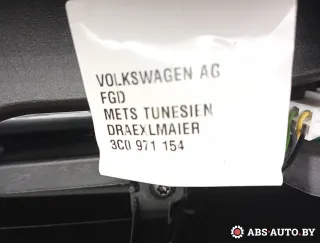 VOLKSWAGEN AG
FGD
METS TUNESIEN
DRAEXLMAIER
3C0 971 154
ABS-AUTO.BY